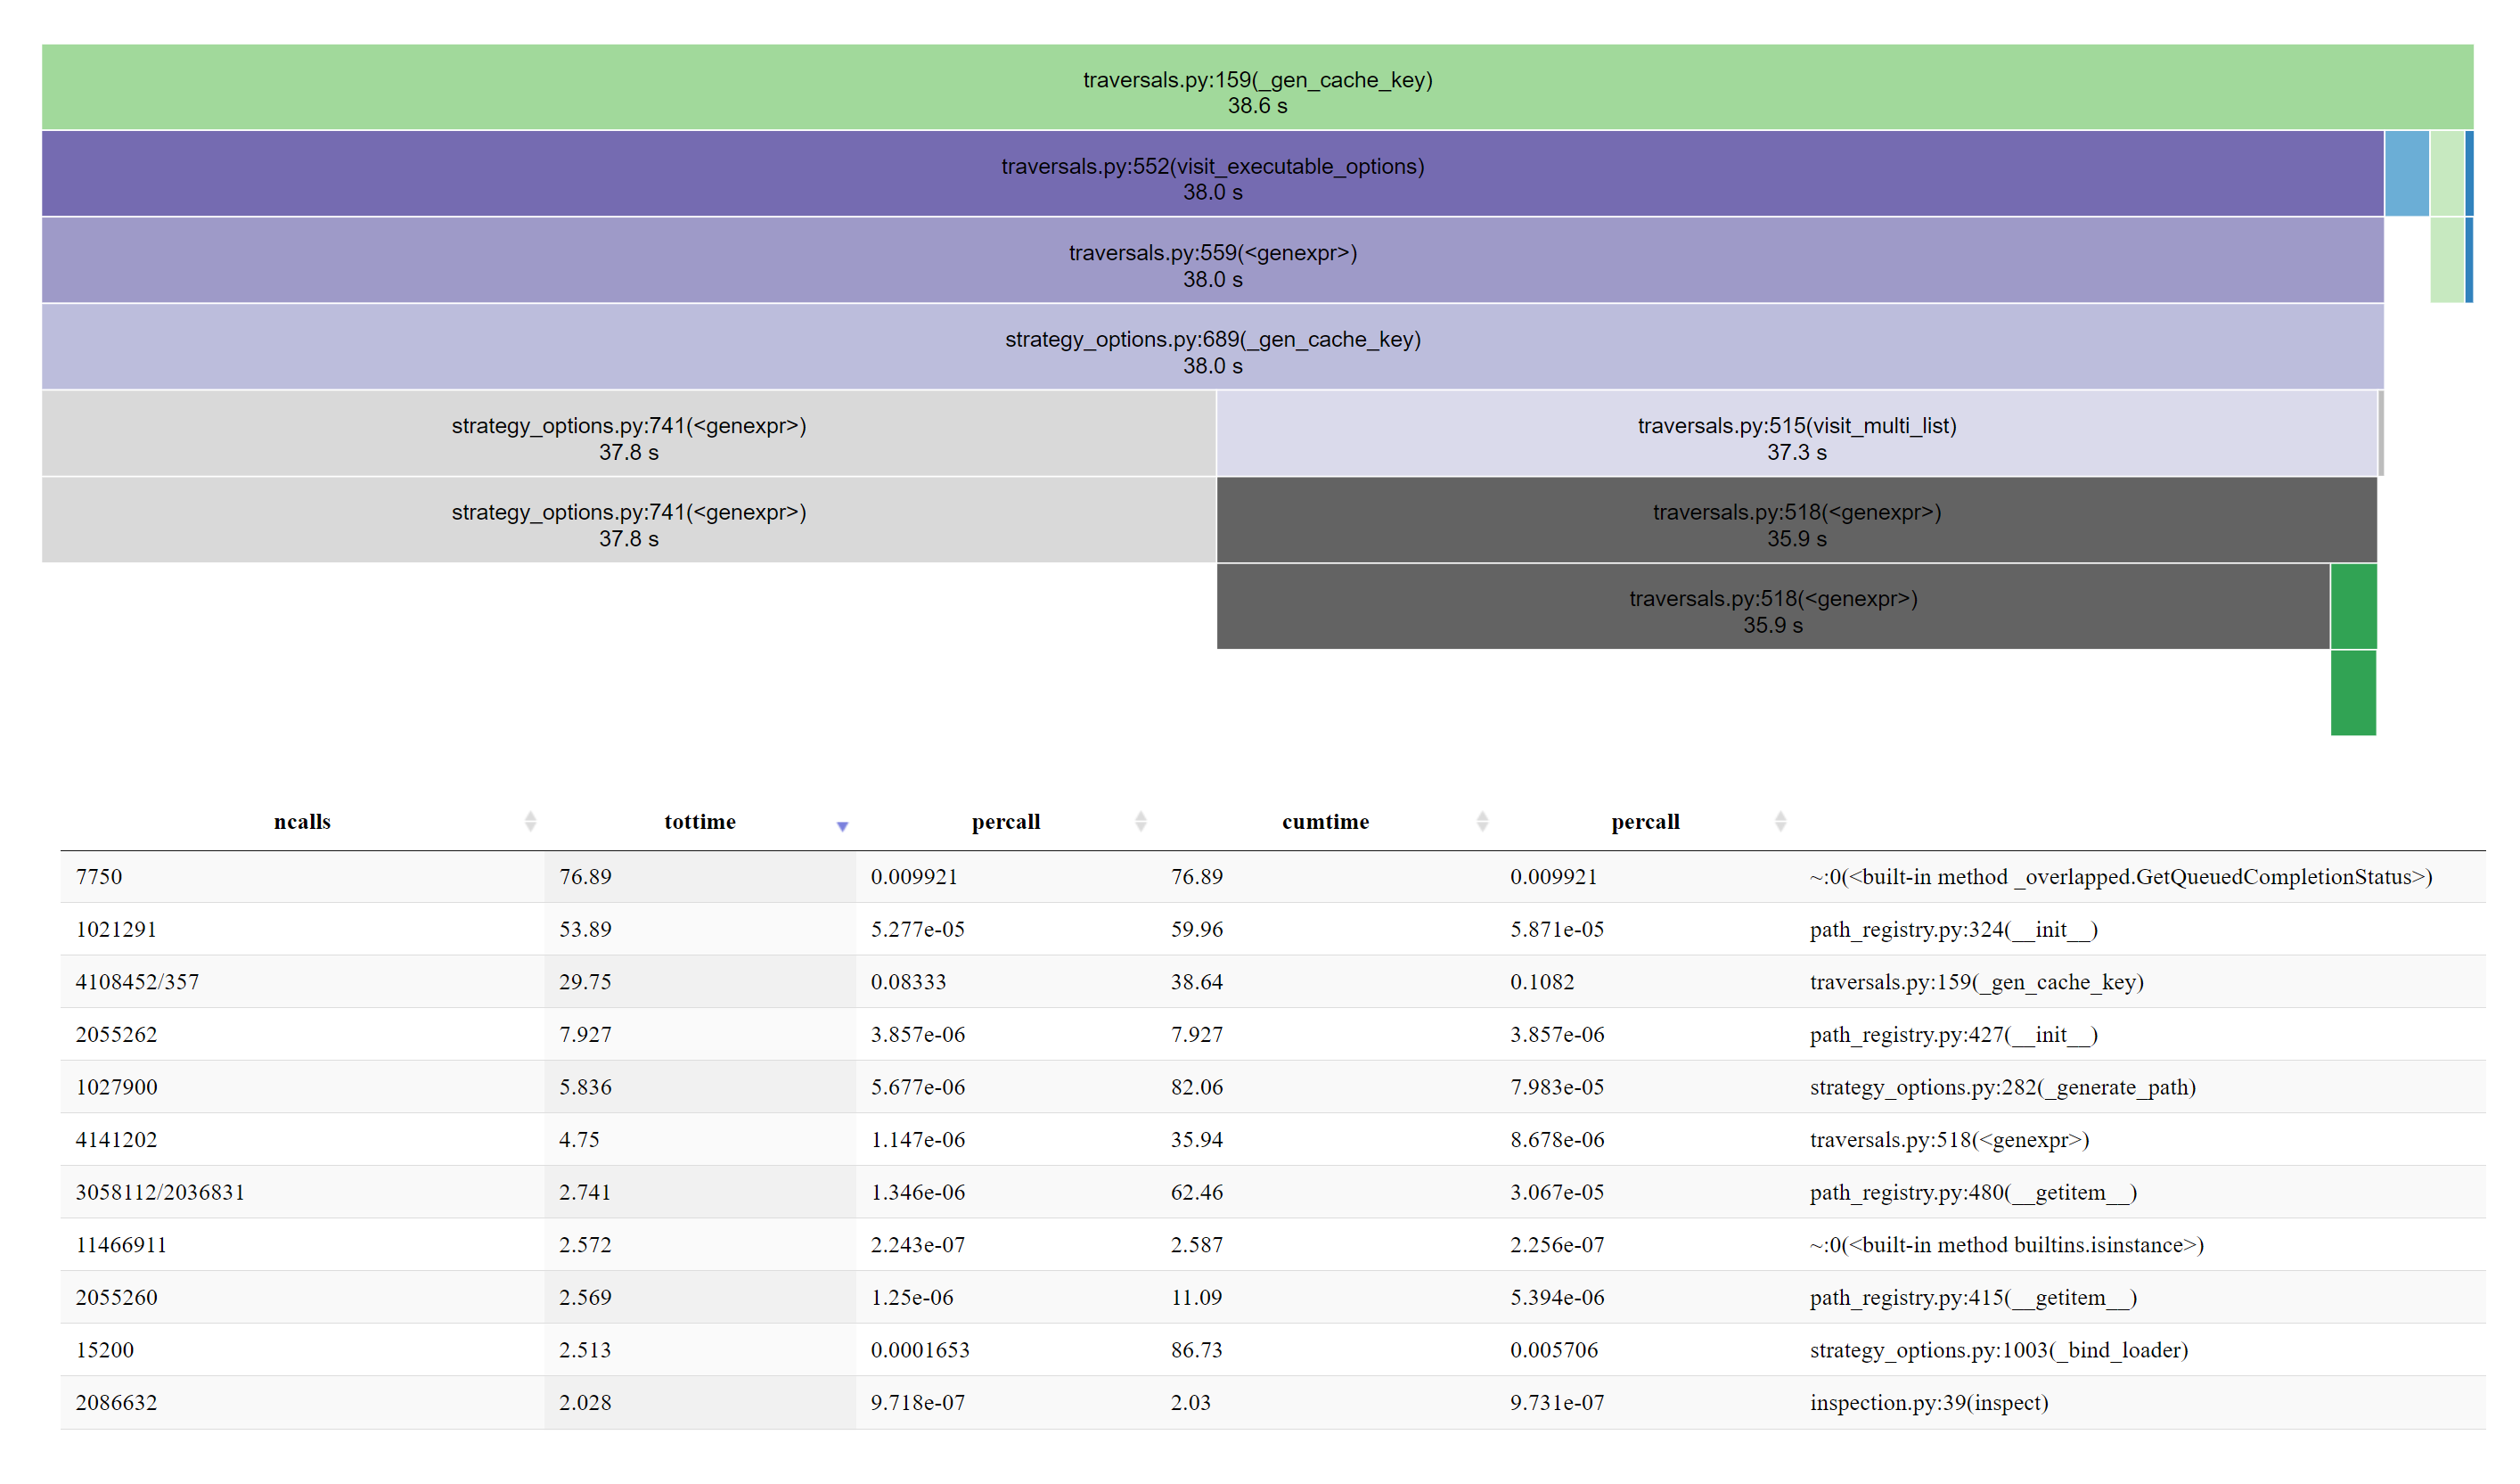 traversals.py:159(_gen_cache_key)
38.6 s
traversals.py:552(visit_executable_options)
38.0 s
traversals.py:559(<genexpr>)
38.0 s
strategy_options.py:689(_gen_cache_key)
38.0 s
strategy_options.py:741(<genexpr>) traversals.py:515(visit_multi_list)
37.8 s 37.3 s
strategy_options.py:741(<genexpr>) traversals.py:518(<genexpr>)
37.8 s 35.9 s
traversals.py:518(<genexpr>)
35.9 s
ncalls tottime percall cumtime percall
7750 76.89 0.009921 76.89 0.009921 ~:0(<built-in method _overlapped.GetQueuedCompletionStatus>)
1021291 53.89 5.277e-05 59.96 5.871e-05 path_registry.py:324(__init__)
4108452/357 29.75 0.08333 38.64 0.1082 traversals.py:159(_gen_cache_key)
2055262 7.927 3.857e-06 7.927 3.857e-06 path_registry.py:427(__init__)
1027900 5.836 5.677e-06 82.06 7.983e-05 strategy_options.py:282(_generate_path)
4141202 4.75 1.147e-06 35.94 8.678e-06 traversals.py:518(<genexpr>)
3058112/2036831 2.741 1.346e-06 62.46 3.067e-05 path_registry.py:480(__getitem__)
11466911 2.572 2.243e-07 2.587 2.256e-07 ~:0(<built-in method builtins.isinstance>)
2055260 2.569 1.25e-06 11.09 5.394e-06 path_registry.py:415(__getitem__)
15200 2.513 0.0001653 86.73 0.005706 strategy_options.py:1003(_bind_loader)
2086632 2.028 9.718e-07 2.03 9.731e-07 inspection.py:39(inspect)